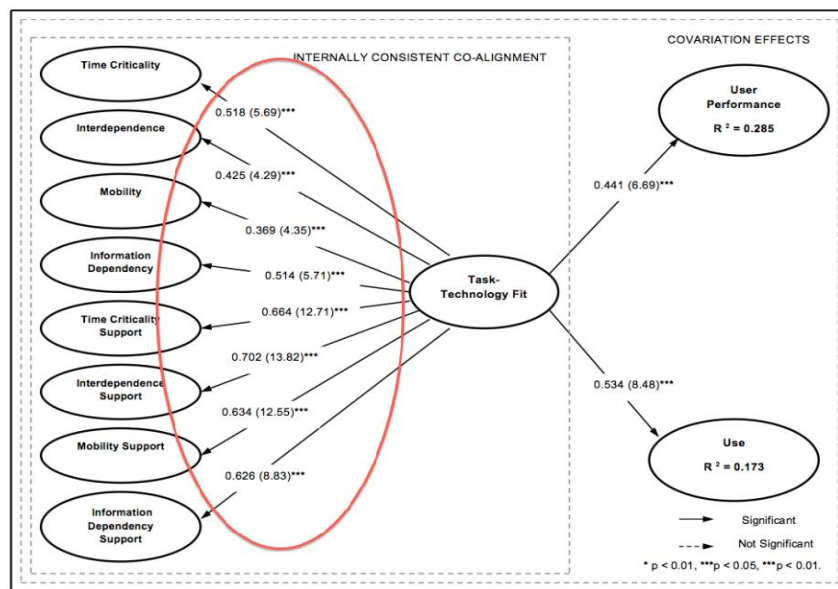 INTERNALLY CONSISTENT CO-ALIGNMENT
COVARIATION EFFECTS
Time Criticality
Interdependence
Mobility
Information
Dependency
Time Criticality
Support
Interdependence
Support
Mobility Support
Information
Dependency
Support
0.518 (5.69)***
0.425 (4.29)***
0.369 (4.35)***
0.514 (5.71)***
0.664 (12.71)***
0.702 (13.82)***
0.634 (12.55)***
0.626 (8.83)***
Task-
Technology Fit
0.441 (6.69)***
0.534 (8.48)***
User
Performance
R ² = 0.285
Use
R ² = 0.173
Significant
Not Significant
* p < 0.01, ***p < 0.05, ***p < 0.01.